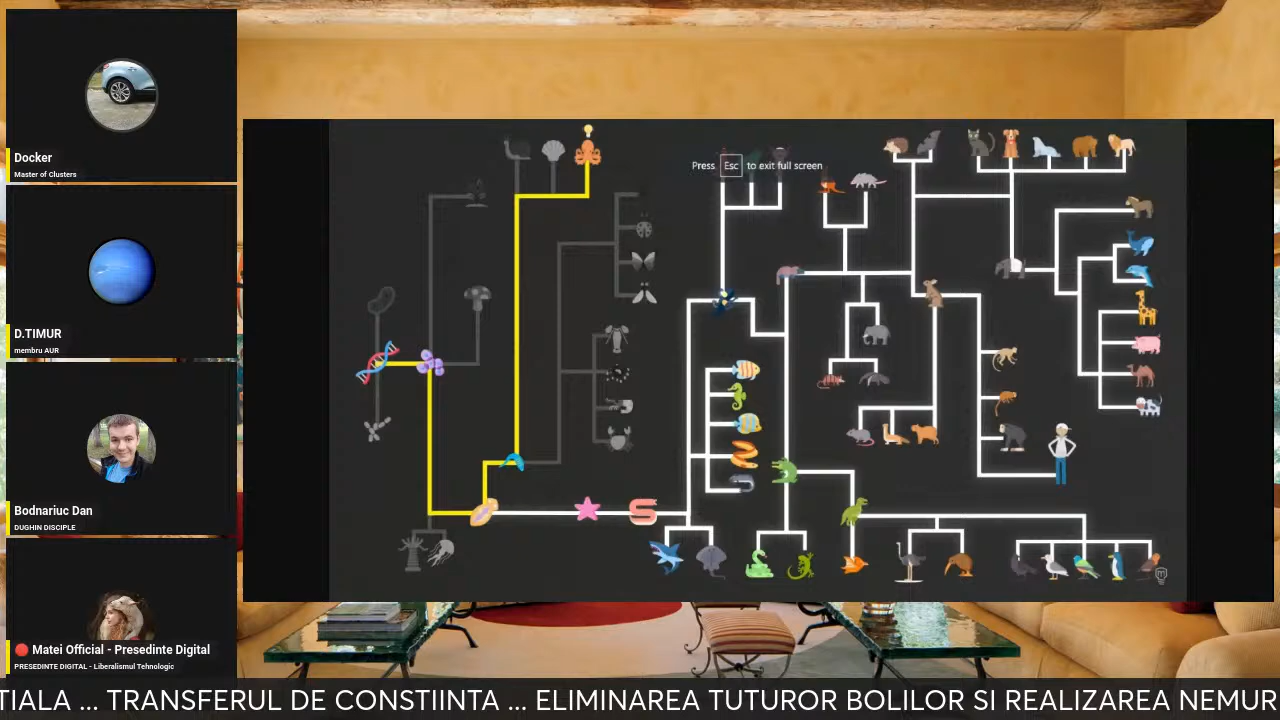 Docker
Master of Clusters
D.TIMUR
membru AUR
Bodnariuc Dan
DUGHIN DISCIPLE
Matei Official - Presedinte Digital
PRESEDINTE DIGITAL - Liberalismul Tehnologic
Press Esc to exit full screen
TIALA ... TRANSFERUL DE CONSTIINTA ... ELIMINAREA TUTUROR BOLILOR SI REALIZAREA NEMUR